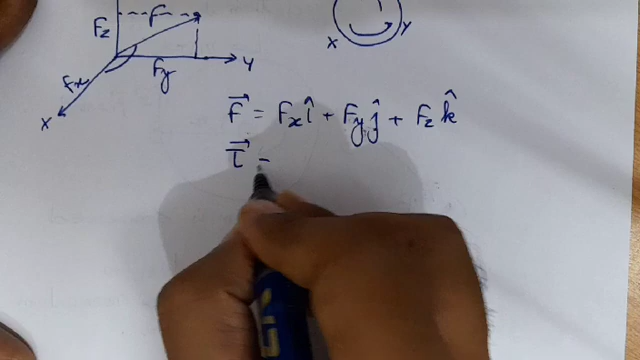 F
Fz
Fy
y
Fx
x
x y
F⃗ = Fx î + Fy ĵ + Fz k̂
τ⃗ =